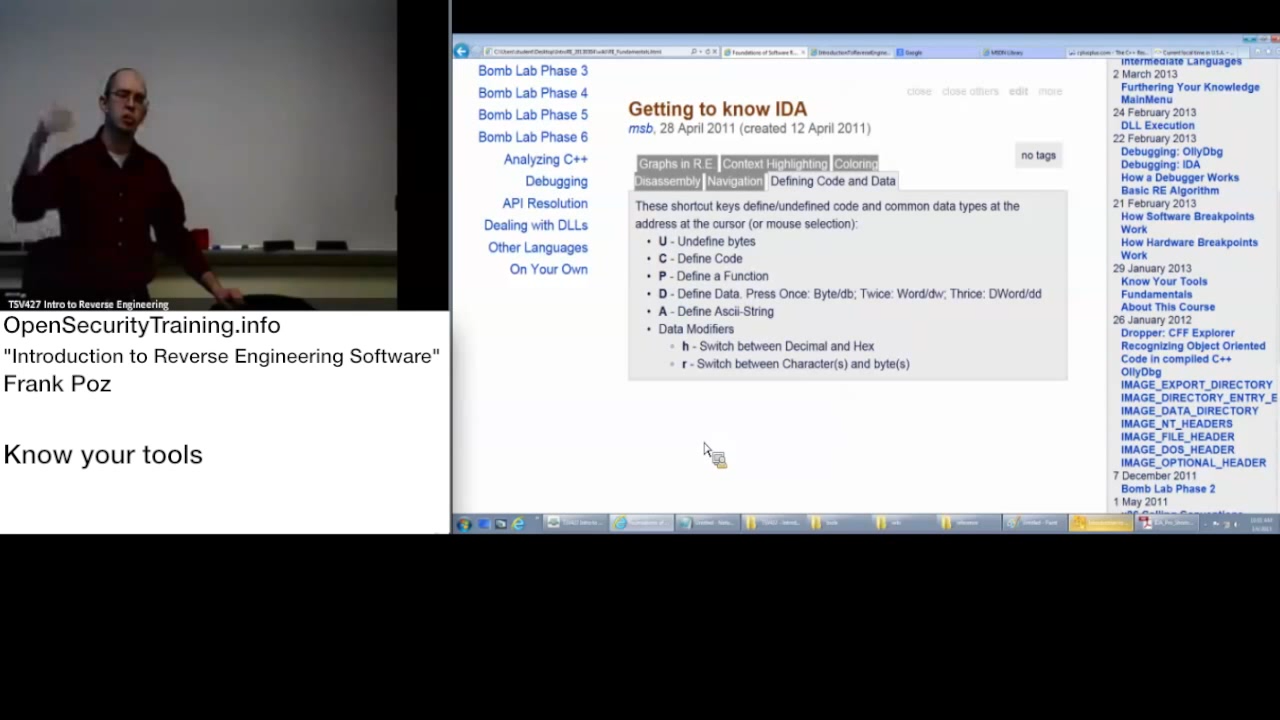 TSV427 Intro to Reverse Engineering
OpenSecurityTraining.info
"Introduction to Reverse Engineering Software"
Frank Poz
Know your tools
Google
MSDN Library
Bomb Lab Phase 3
Bomb Lab Phase 4
Bomb Lab Phase 5
Bomb Lab Phase 6
Analyzing C++
Debugging
API Resolution
Dealing with DLLs
Other Languages
On Your Own
close close others edit more
Getting to know IDA
msb, 28 April 2011 (created 12 April 2011)
no tags
Graphs in R.E. Context Highlighting Coloring
Disassembly Navigation Defining Code and Data
These shortcut keys define/undefined code and common data types at the
address at the cursor (or mouse selection):
• U - Undefine bytes
• C - Define Code
• P - Define a Function
• D - Define Data. Press Once: Byte/db; Twice: Word/dw; Thrice: DWord/dd
• A - Define Ascii-String
• Data Modifiers
• h - Switch between Decimal and Hex
• r - Switch between Character(s) and byte(s)
Intermediate Languages
2 March 2013
Furthering Your Knowledge
MainMenu
24 February 2013
DLL Execution
22 February 2013
Debugging: OllyDbg
Debugging: IDA
How a Debugger Works
Basic RE Algorithm
21 February 2013
How Software Breakpoints
Work
How Hardware Breakpoints
Work
29 January 2013
Know Your Tools
Fundamentals
About This Course
26 January 2012
Dropper: CFF Explorer
Recognizing Object Oriented
Code in compiled C++
OllyDbg
IMAGE_EXPORT_DIRECTORY
IMAGE_DIRECTORY_ENTRY_E
IMAGE_DATA_DIRECTORY
IMAGE_NT_HEADERS
IMAGE_FILE_HEADER
IMAGE_DOS_HEADER
IMAGE_OPTIONAL_HEADER
7 December 2011
Bomb Lab Phase 2
1 May 2011